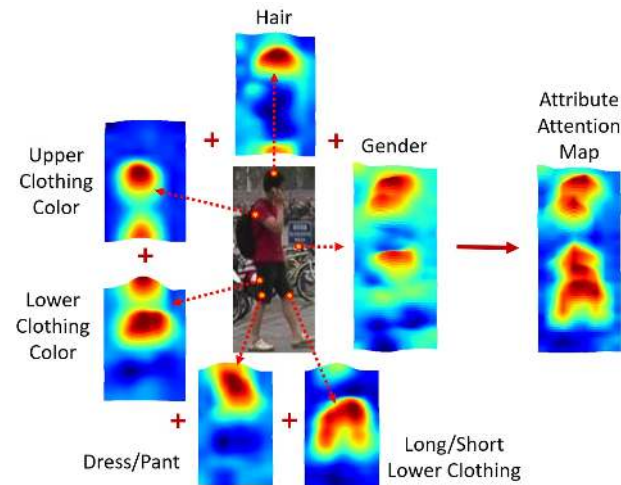 Hair
Attribute
Attention
Map
Gender
Upper
Clothing
Color
Lower
Clothing
Color
Dress/Pant
Long/Short
Lower Clothing